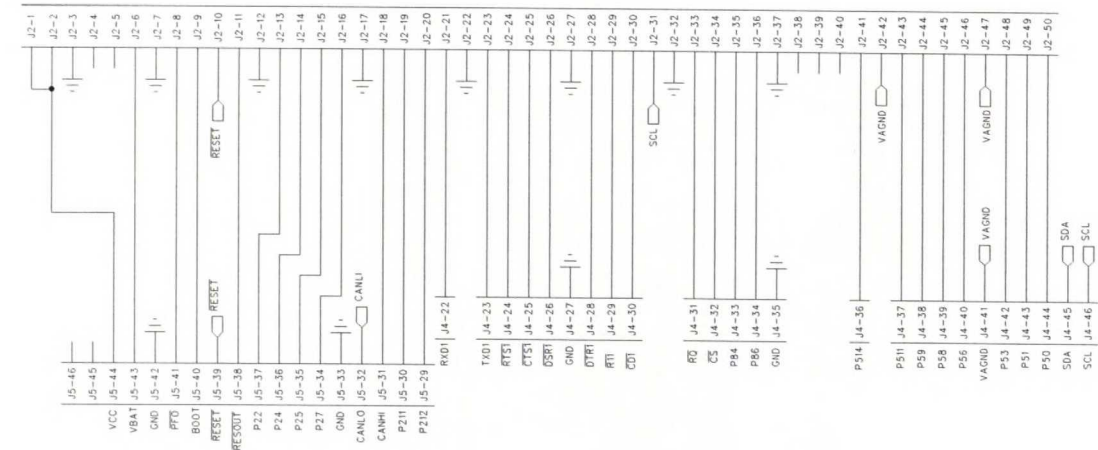 J2-1
J2-2
J2-3
J2-4
J2-5
J2-6
J2-7
J2-8
J2-9
J2-10
J2-11
J2-12
J2-13
J2-14
J2-15
J2-16
J2-17
J2-18
J2-19
J2-20
J2-21
J2-22
J2-23
J2-24
J2-25
J2-26
J2-27
J2-28
J2-29
J2-30
J2-31
J2-32
J2-33
J2-34
J2-35
J2-36
J2-37
J2-38
J2-39
J2-40
J2-41
J2-42
J2-43
J2-44
J2-45
J2-46
J2-47
J2-48
J2-49
J2-50
RESET
SCL
VAGND
VAGND
RESET
CANLI
VAGND
SDA
SCL
J5-46
J5-45
VCC J5-44
VBAT J5-43
GND J5-42
PFO J5-41
BOOT J5-40
RESET J5-39
RESOUT J5-38
P22 J5-37
P24 J5-36
P25 J5-35
P27 J5-34
GND J5-33
CANLO J5-32
CANHI J5-31
P211 J5-30
P212 J5-29
RXD1 J4-22
TXD1 J4-23
RTS1 J4-24
CTS1 J4-25
DSR1 J4-26
GND J4-27
DTR1 J4-28
RI1 J4-29
CD1 J4-30
RO J4-31
CS J4-32
P84 J4-33
P86 J4-34
GND J4-35
P514 J4-36
P511 J4-37
P59 J4-38
P58 J4-39
P56 J4-40
VAGND J4-41
P53 J4-42
P51 J4-43
P50 J4-44
SDA J4-45
SCL J4-46